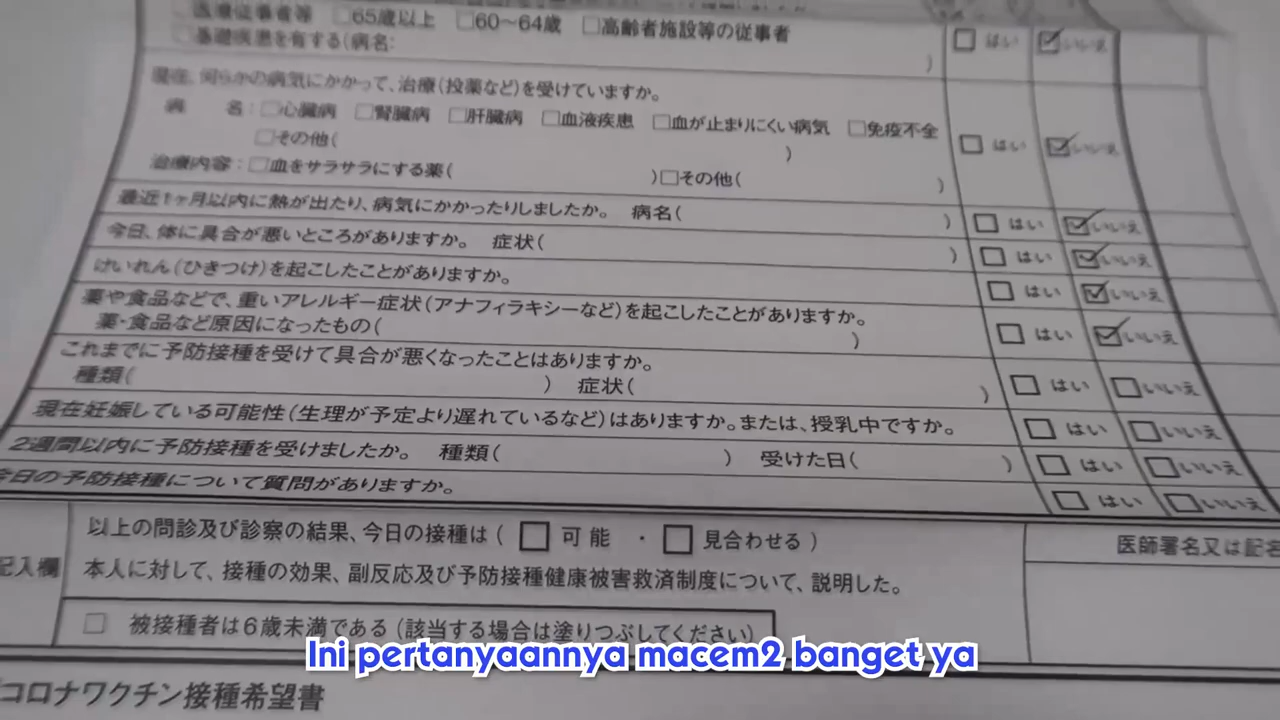 医療従事者等 □65歳以上 □60～64歳 □高齢者施設等の従事者
□基礎疾患を有する(病名: ) □はい ☑いいえ
現在、何らかの病気にかかって、治療(投薬など)を受けていますか。
病 名:□心臓病 □腎臓病 □肝臓病 □血液疾患 □血が止まりにくい病気 □免疫不全
□その他( ) □はい ☑いいえ
治療内容:□血をサラサラにする薬( )□その他( )
最近1ヶ月以内に熱が出たり、病気にかかったりしましたか。 病名( ) □はい ☑いいえ
今日、体に具合が悪いところがありますか。 症状( ) □はい ☑いいえ
けいれん(ひきつけ)を起こしたことがありますか。 □はい ☑いいえ
薬や食品などで、重いアレルギー症状(アナフィラキシーなど)を起こしたことがありますか。
薬・食品など原因になったもの( ) □はい ☑いいえ
これまでに予防接種を受けて具合が悪くなったことはありますか。
種類( ) 症状( ) □はい □いいえ
現在妊娠している可能性(生理が予定より遅れているなど)はありますか。または、授乳中ですか。 □はい □いいえ
2週間以内に予防接種を受けましたか。 種類( ) 受けた日( ) □はい □いいえ
今日の予防接種について質問がありますか。 □はい □いいえ
以上の問診及び診察の結果、今日の接種は(□可能 ・ □見合わせる)
医師署名又は記名
記入欄
本人に対して、接種の効果、副反応及び予防接種健康被害救済制度について、説明した。
□ 被接種者は6歳未満である(該当する場合は塗りつぶしてください)
Ini pertanyaannya macem2 banget ya
コロナワクチン接種希望書